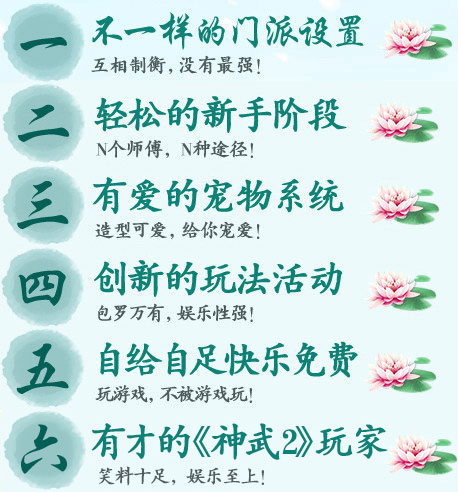 一 不一样的门派设置
互相制衡，没有最强！
二 轻松的新手阶段
N个师傅，N种途径！
三 有爱的宠物系统
造型可爱，给你宠爱！
四 创新的玩法活动
包罗万有，娱乐性强！
五 自给自足快乐免费
玩游戏，不被游戏玩！
六 有才的《神武2》玩家
笑料十足，娱乐至上！